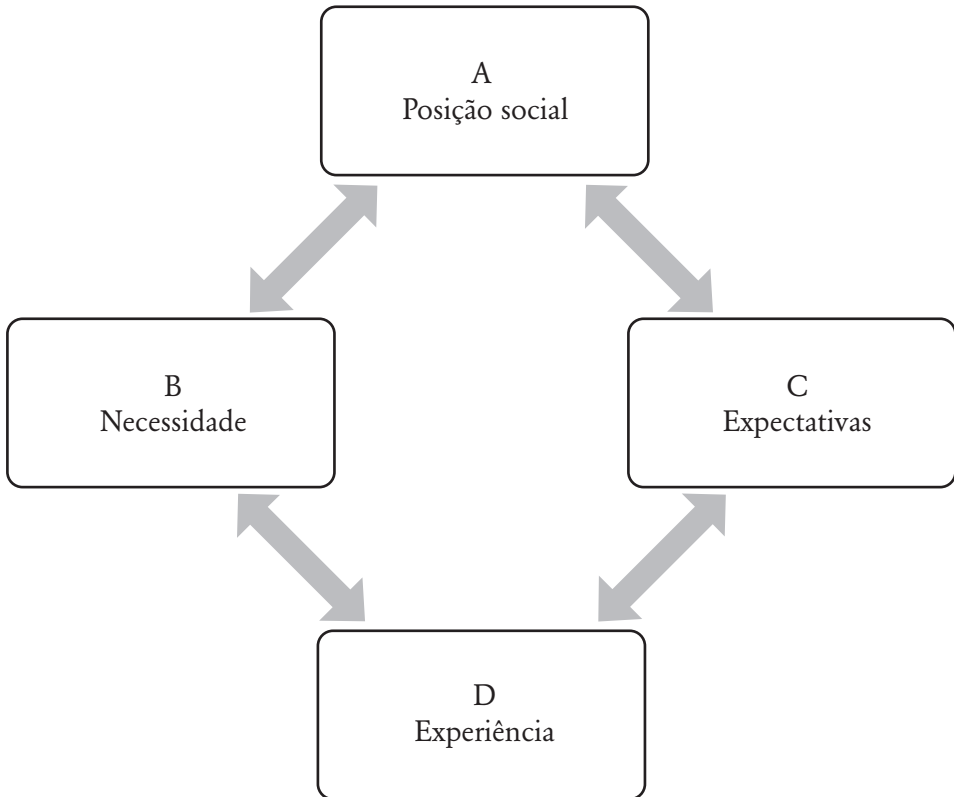 A
Posição social
B
Necessidade
C
Expectativas
D
Experiência